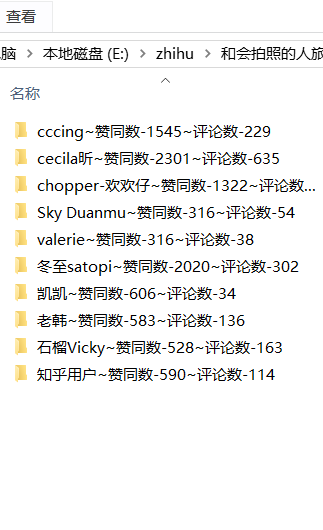 查看
脑 > 本地磁盘 (E:) > zhihu > 和会拍照的人旅
名称
cccing~赞同数-1545~评论数-229
cecila昕~赞同数-2301~评论数-635
chopper-欢欢仔~赞同数-1322~评论数...
Sky Duanmu~赞同数-316~评论数-54
valerie~赞同数-316~评论数-38
冬至satopi~赞同数-2020~评论数-302
凯凯~赞同数-606~评论数-34
老韩~赞同数-583~评论数-136
石榴Vicky~赞同数-528~评论数-163
知乎用户~赞同数-590~评论数-114